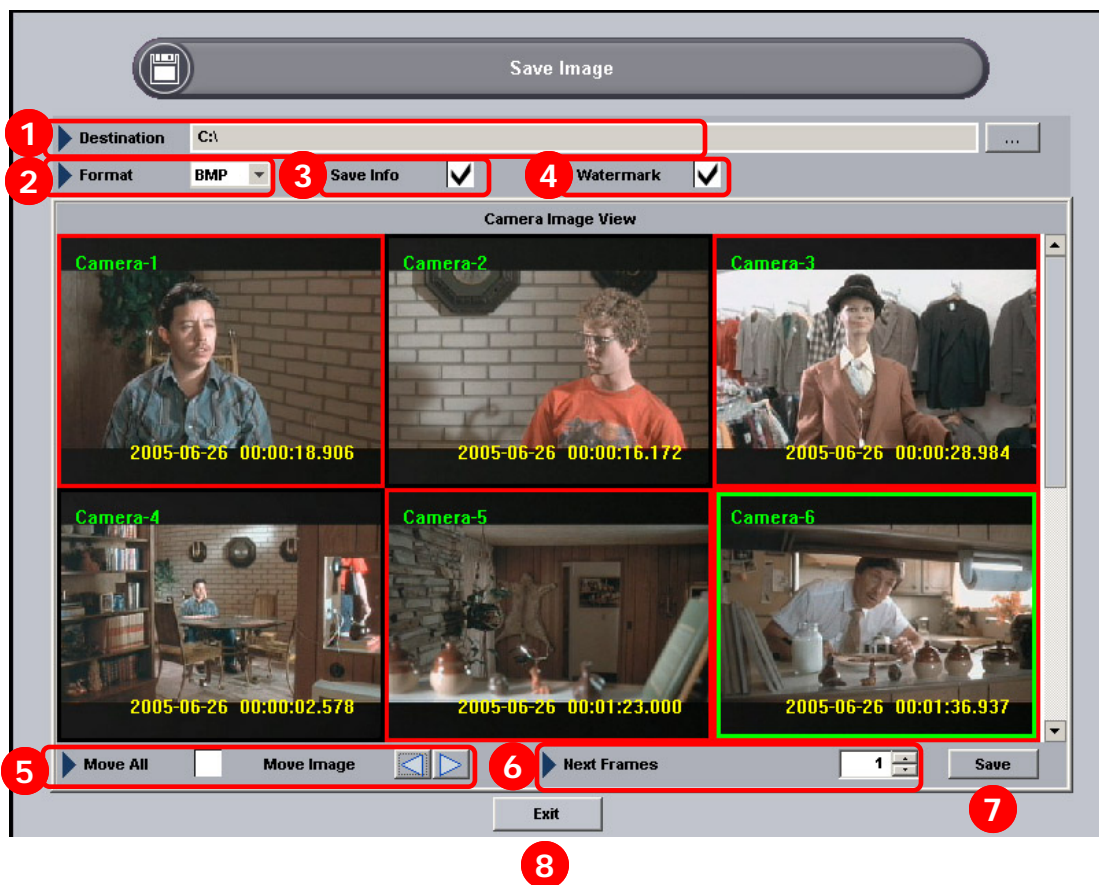 Save Image
1 Destination C:\ ...
2 Format BMP 3 Save Info 4 Watermark
Camera Image View
Camera-1 Camera-2 Camera-3
2005-06-26 00:00:18.906 2005-06-26 00:00:16.172 2005-06-26 00:00:28.984
Camera-4 Camera-5 Camera-6
2005-06-26 00:00:02.578 2005-06-26 00:01:23.000 2005-06-26 00:01:36.937
5 Move All Move Image 6 Next Frames 1 Save
7
Exit
8